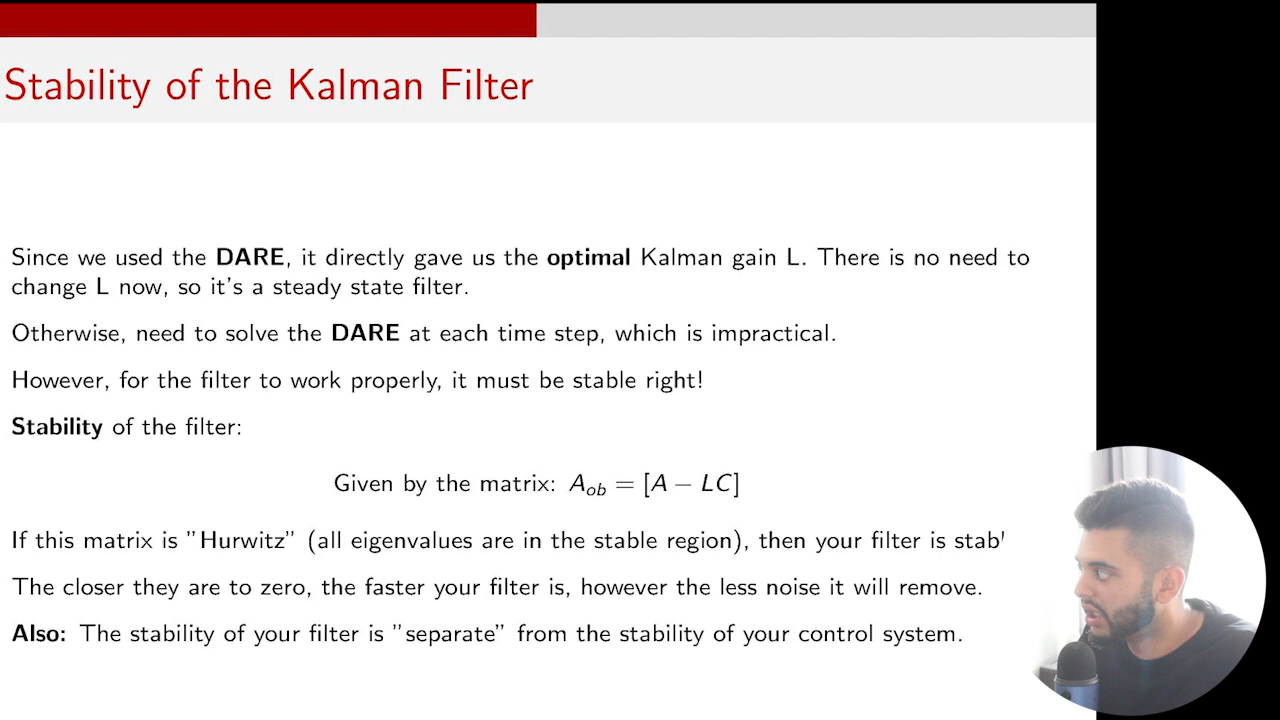 Stability of the Kalman Filter
Since we used the DARE, it directly gave us the optimal Kalman gain L. There is no need to
change L now, so it's a steady state filter.
Otherwise, need to solve the DARE at each time step, which is impractical.
However, for the filter to work properly, it must be stable right!
Stability of the filter:
Given by the matrix: A_ob = [A − LC]
If this matrix is "Hurwitz" (all eigenvalues are in the stable region), then your filter is
The closer they are to zero, the faster your filter is, however the less noise it will remove.
Also: The stability of your filter is "separate" from the stability of your control system.